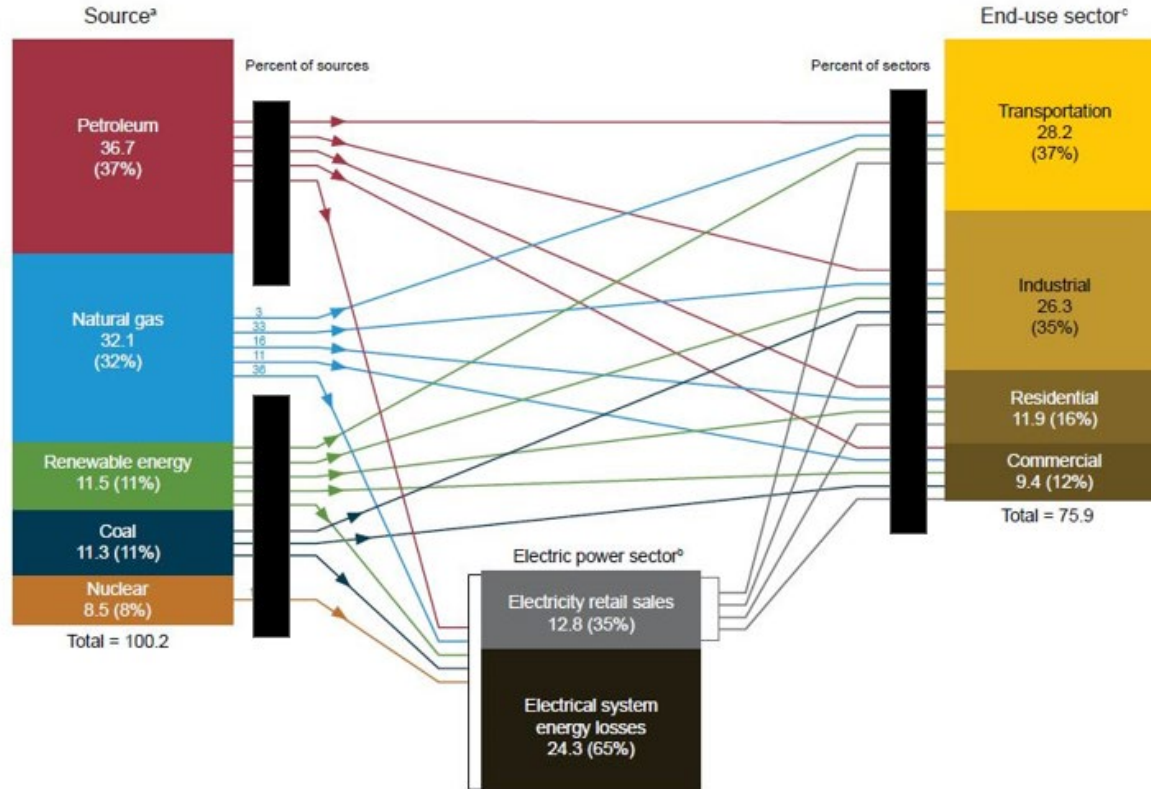 Sourceᵃ
End-use sectorᶜ
Percent of sources
Percent of sectors
Petroleum
36.7
(37%)
Natural gas
32.1
(32%)
Renewable energy
11.5 (11%)
Coal
11.3 (11%)
Nuclear
8.5 (8%)
Total = 100.2
3
33
16
11
36
Electric power sectorᵇ
Electricity retail sales
12.8 (35%)
Electrical system
energy losses
24.3 (65%)
Transportation
28.2
(37%)
Industrial
26.3
(35%)
Residential
11.9 (16%)
Commercial
9.4 (12%)
Total = 75.9